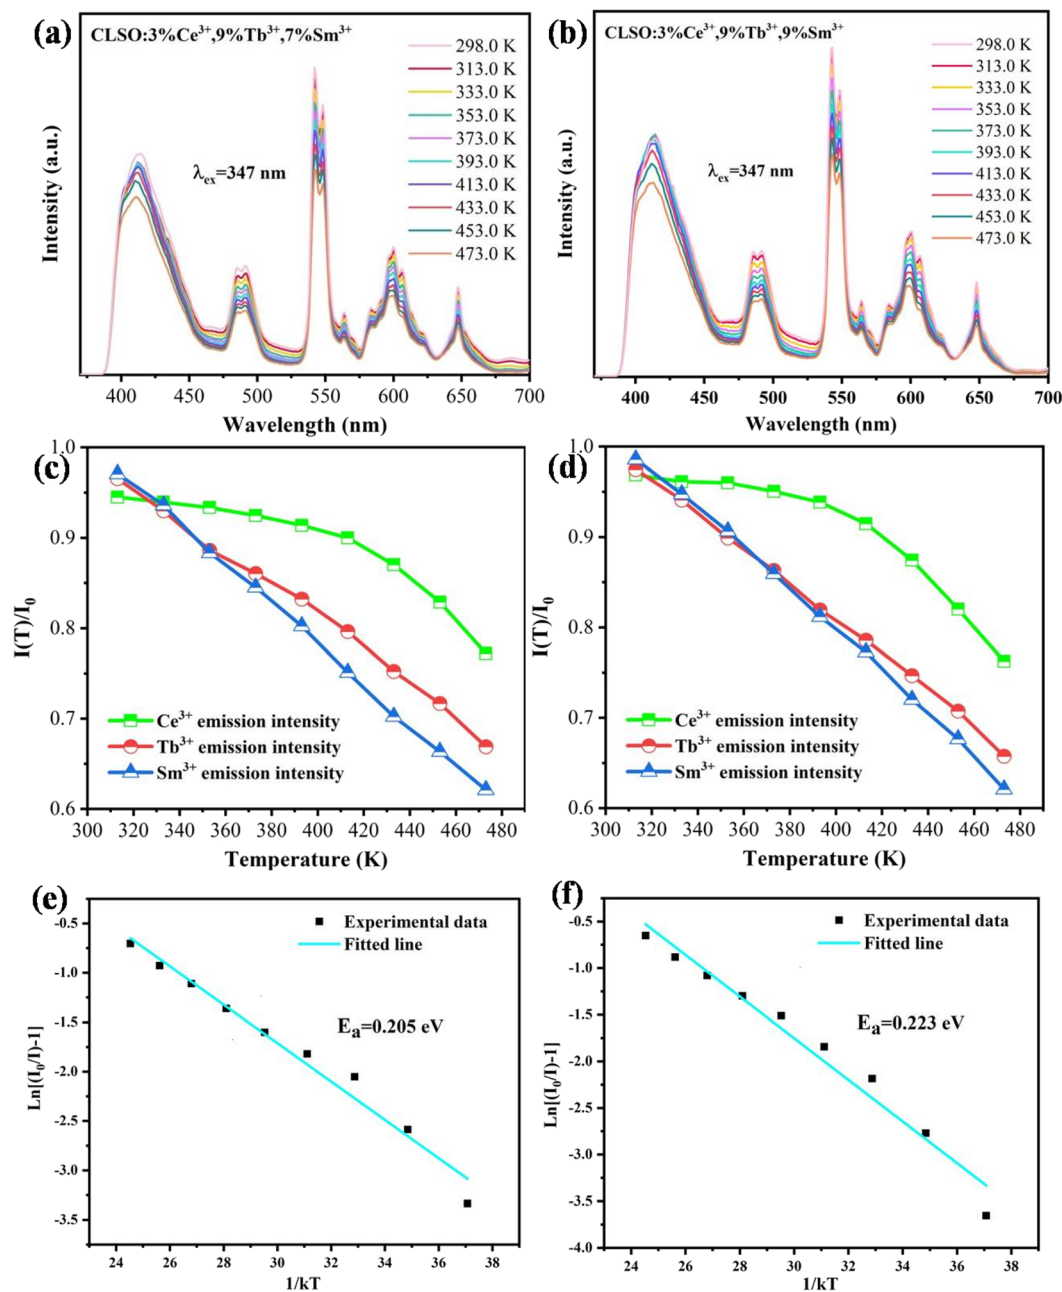 (a)
CLSO:3%Ce³⁺,9%Tb³⁺,7%Sm³⁺
298.0 K
313.0 K
333.0 K
353.0 K
373.0 K
393.0 K
413.0 K
433.0 K
453.0 K
473.0 K
λex=347 nm
Intensity (a.u.)
400 450 500 550 600 650 700
Wavelength (nm)
(b)
CLSO:3%Ce³⁺,9%Tb³⁺,9%Sm³⁺
298.0 K
313.0 K
333.0 K
353.0 K
373.0 K
393.0 K
413.0 K
433.0 K
453.0 K
473.0 K
λex=347 nm
Intensity (a.u.)
400 450 500 550 600 650 700
Wavelength (nm)
(c)
1.0
0.9
0.8
0.7
0.6
I(T)/I₀
Ce³⁺ emission intensity
Tb³⁺ emission intensity
Sm³⁺ emission intensity
300 320 340 360 380 400 420 440 460 480
Temperature (K)
(d)
1.0
0.9
0.8
0.7
0.6
I(T)/I₀
Ce³⁺ emission intensity
Tb³⁺ emission intensity
Sm³⁺ emission intensity
300 320 340 360 380 400 420 440 460 480
Temperature (K)
(e)
-0.5
-1.0
-1.5
-2.0
-2.5
-3.0
-3.5
Ln[(I₀/I)-1]
Experimental data
Fitted line
Ea=0.205 eV
24 26 28 30 32 34 36 38
1/kT
(f)
-0.5
-1.0
-1.5
-2.0
-2.5
-3.0
-3.5
-4.0
Ln[(I₀/I)-1]
Experimental data
Fitted line
Ea=0.223 eV
24 26 28 30 32 34 36 38
1/kT